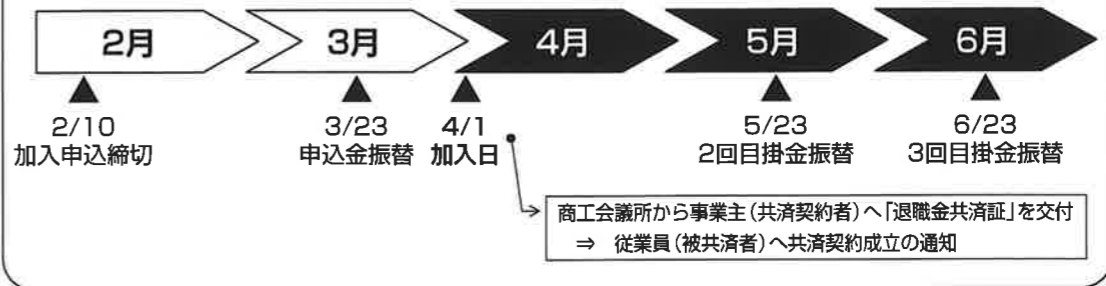 2月 3月 4月 5月 6月
2/10 3/23 4/1 5/23 6/23
加入申込締切 申込金振替 加入日 2回目掛金振替 3回目掛金振替
商工会議所から事業主(共済契約者)へ「退職金共済証」を交付
⇒ 従業員(被共済者)へ共済契約成立の通知